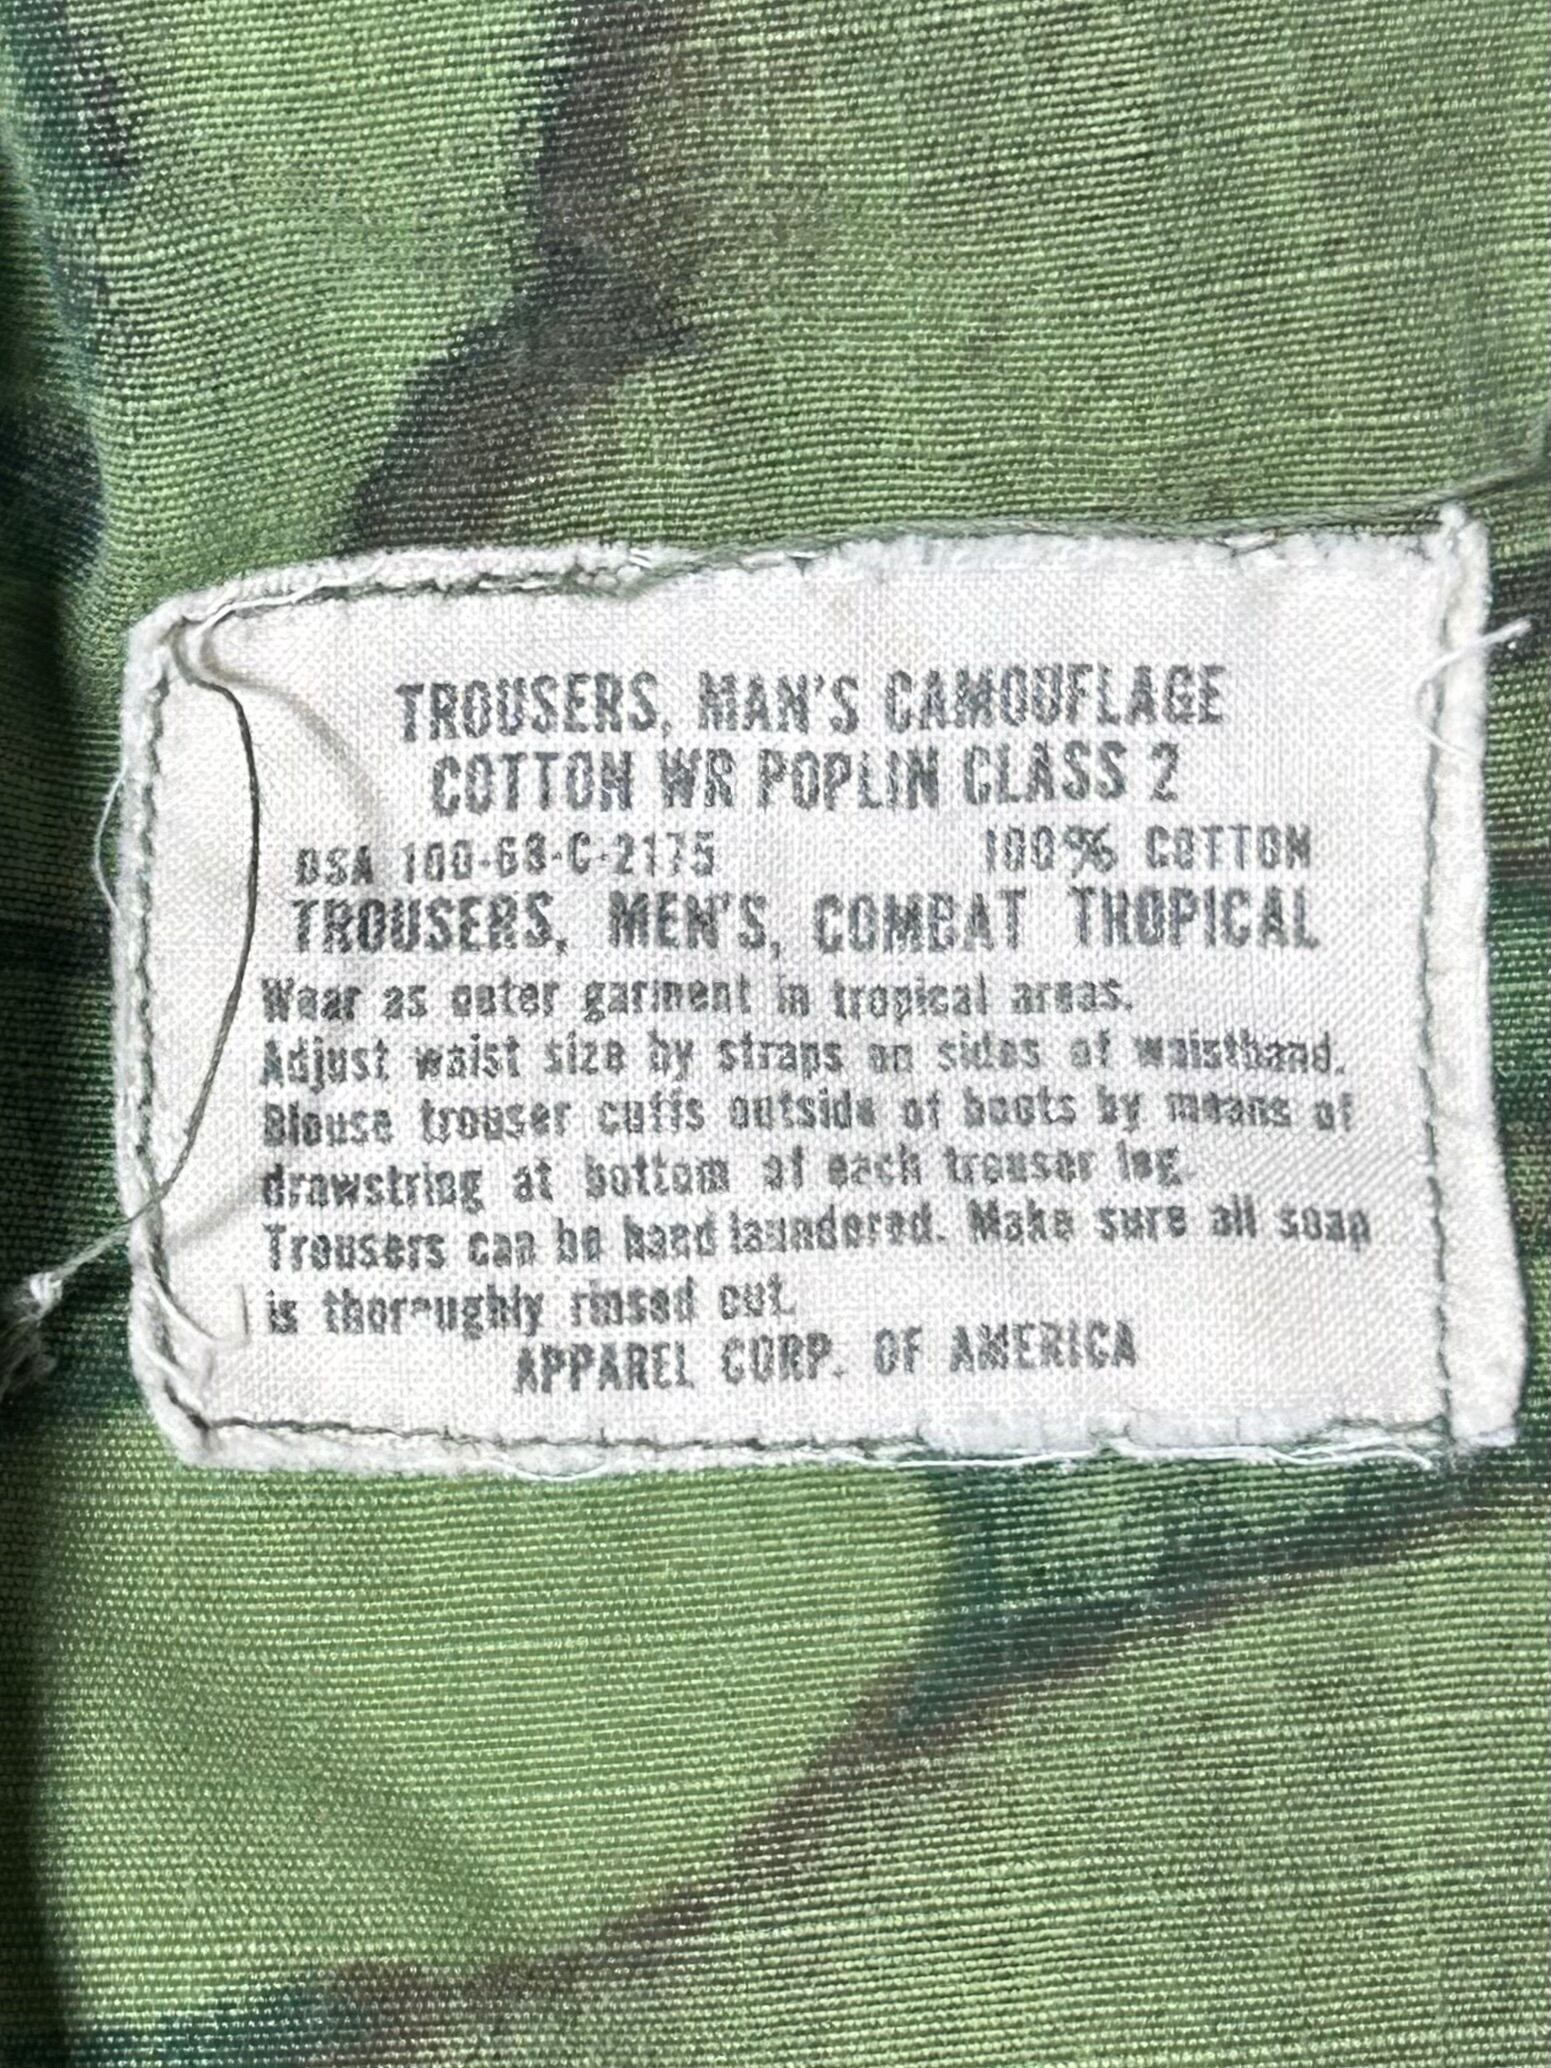 TROUSERS, MAN'S CAMOUFLAGE
COTTON WR POPLIN CLASS 2
DSA 100-68-C-2175 100% COTTON
TROUSERS, MEN'S, COMBAT TROPICAL
Wear as outer garment in tropical areas.
Adjust waist size by straps on sides of waistband.
Blouse trouser cuffs outside of boots by means of
drawstring at bottom of each trouser leg.
Trousers can be hand laundered. Make sure all soap
is thoroughly rinsed out.
APPAREL CORP. OF AMERICA